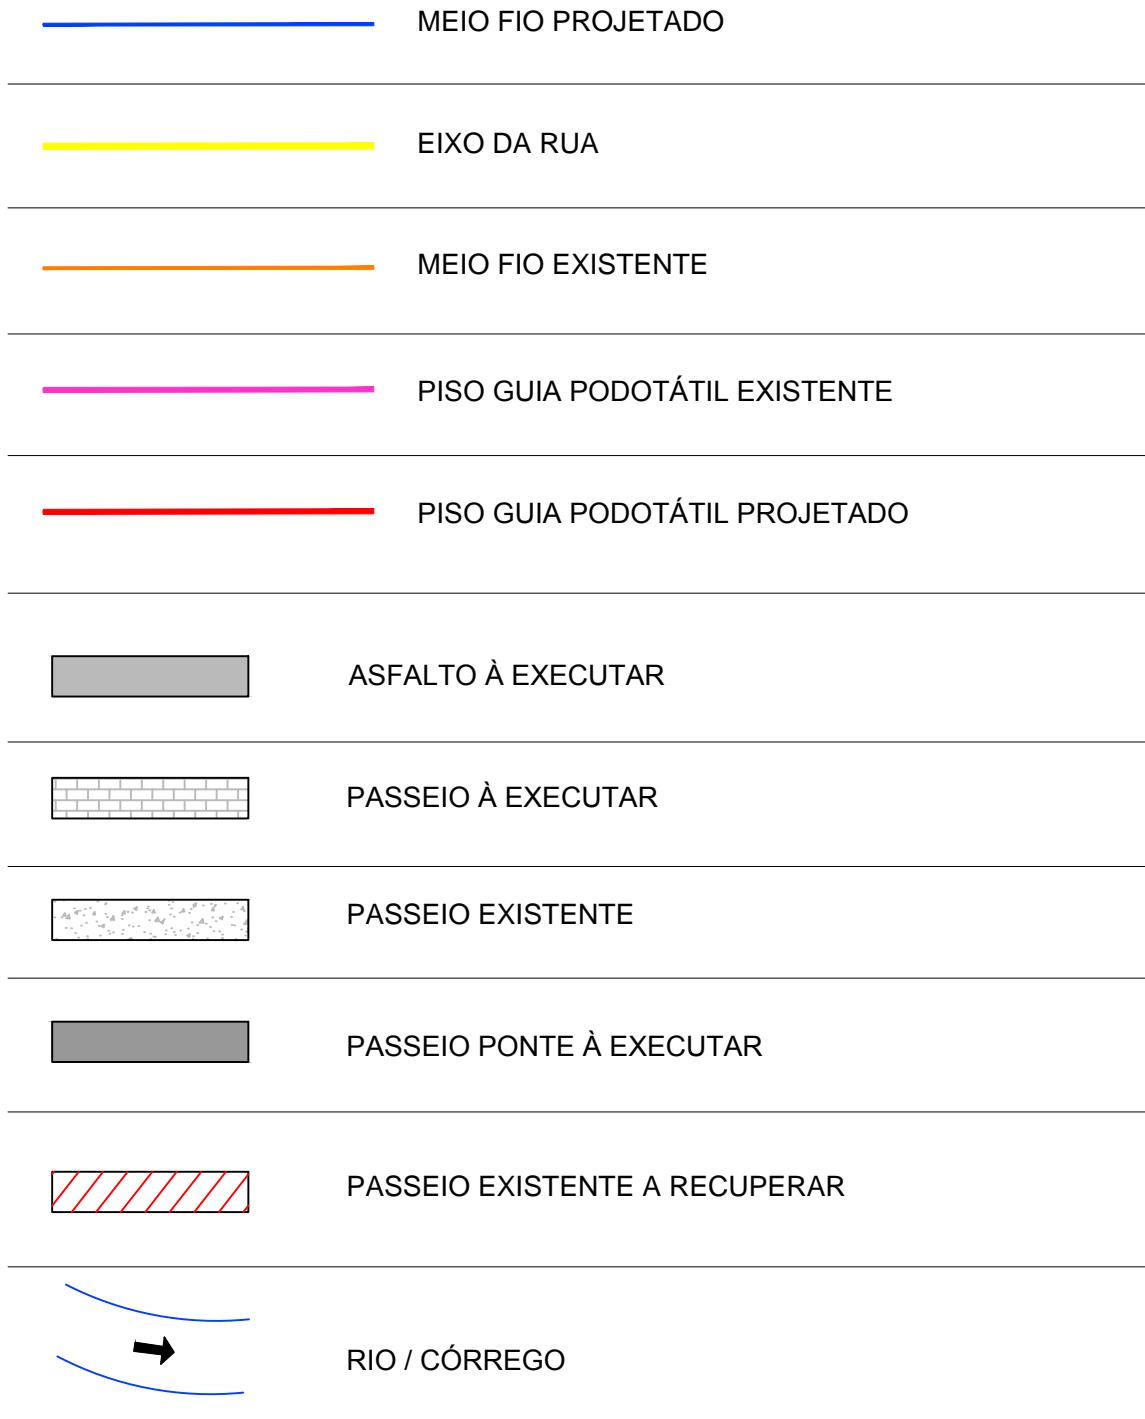 MEIO FIO PROJETADO
EIXO DA RUA
MEIO FIO EXISTENTE
PISO GUIA PODOTÁTIL EXISTENTE
PISO GUIA PODOTÁTIL PROJETADO
ASFALTO À EXECUTAR
PASSEIO À EXECUTAR
PASSEIO EXISTENTE
PASSEIO PONTE À EXECUTAR
PASSEIO EXISTENTE A RECUPERAR
RIO / CÓRREGO